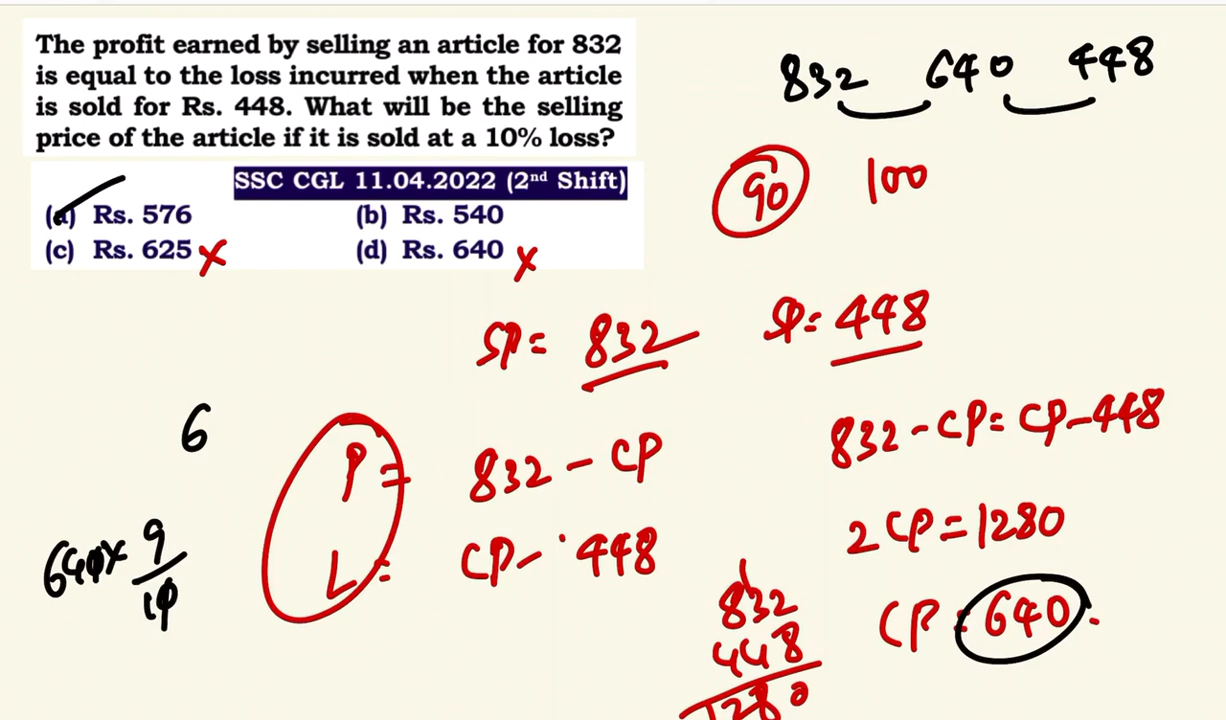 The profit earned by selling an article for 832
is equal to the loss incurred when the article
is sold for Rs. 448. What will be the selling
price of the article if it is sold at a 10% loss?
SSC CGL 11.04.2022 (2nd Shift)
(a) Rs. 576 (b) Rs. 540
(c) Rs. 625 x (d) Rs. 640 x
832 640 448
90 100
SP = 832 SP = 448
6
P = 832 - CP
L = CP - 448
832 - CP = CP - 448
2 CP = 1280
CP = 640.
640 x 9
10
832
448
1280